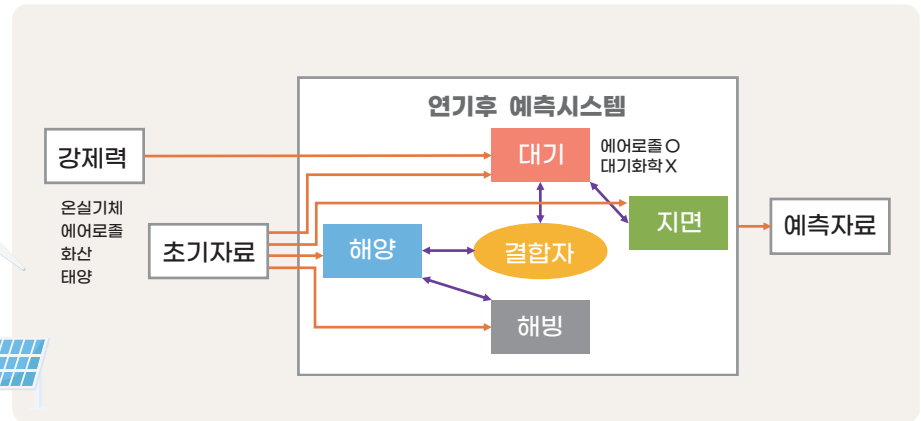 연기후 예측시스템
강제력
온실기체
에어로졸
화산
태양
초기자료
대기
에어로졸 O
대기화학 X
지면
해양
결합자
해빙
예측자료